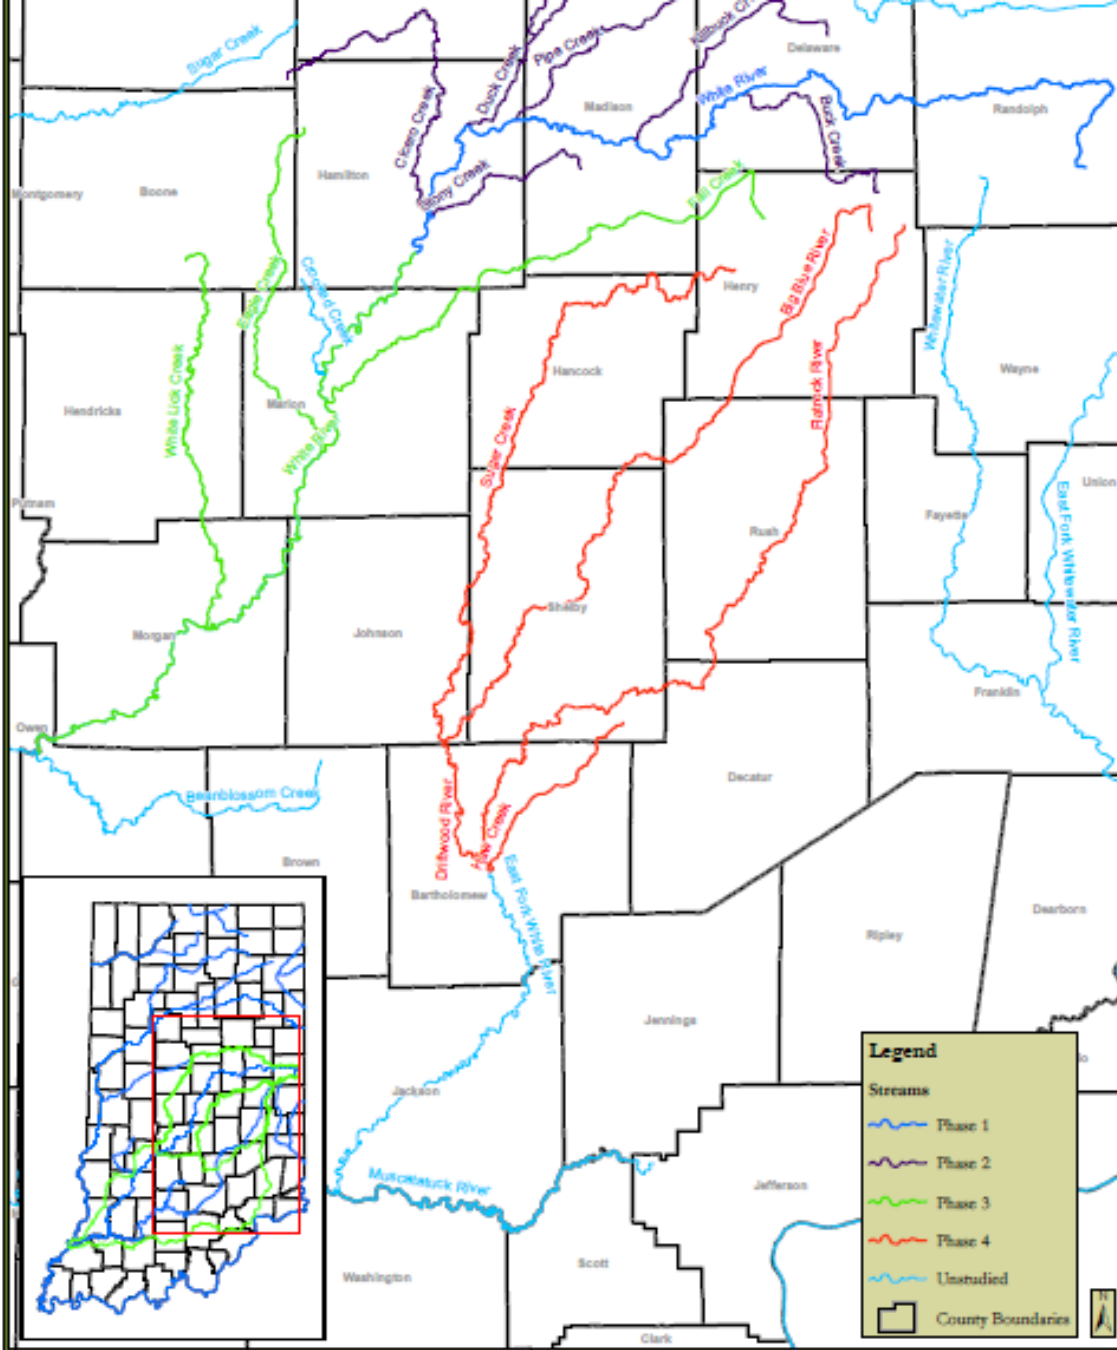 Sugar Creek
Cicero Creek
Duck Creek
Pipe Creek
Killbuck Cr
Delaware
White River
Madison
Buck Creek
Randolph
Montgomery
Boone
Hamilton
Stony Creek
Fall Creek
Eagle Creek
Crooked Creek
Henry
Big Blue River
Whitewater River
White Lick Creek
Hendricks
Marion
White River
Hancock
Sugar Creek
Flatrock River
Wayne
Putnam
Union
Fayette
East Fork Whitewater River
Rush
Shelby
Morgan
Johnson
Franklin
Owen
Beanblossom Creek
Brown
Driftwood River
Haw Creek
Decatur
Bartholomew
East Fork White River
Ripley
Dearborn
Jennings
Jackson
Muscatatuck River
Jefferson
Washington
Scott
Clark
Legend
Streams
Phase 1
Phase 2
Phase 3
Phase 4
Unstudied
County Boundaries
N